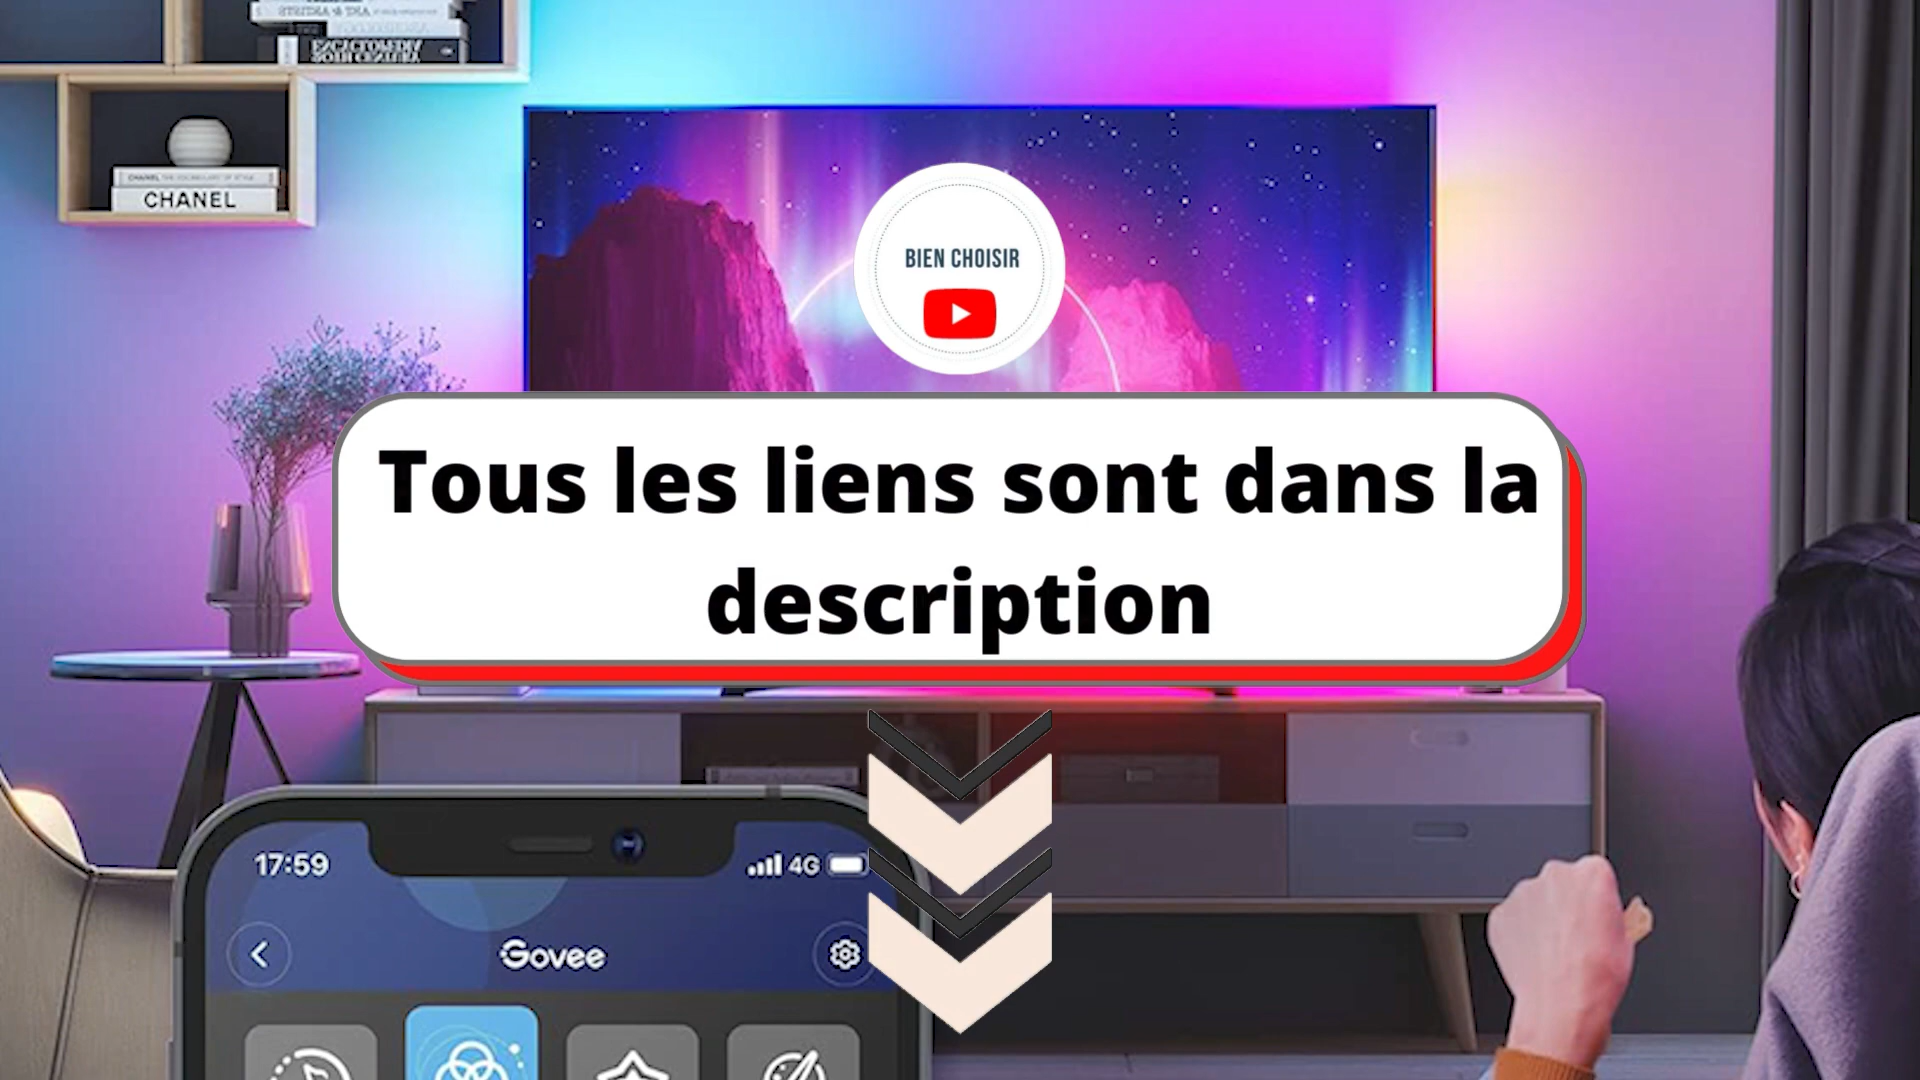 BIEN CHOISIR
CHANEL
Tous les liens sont dans la
description
17:59
4G
Govee